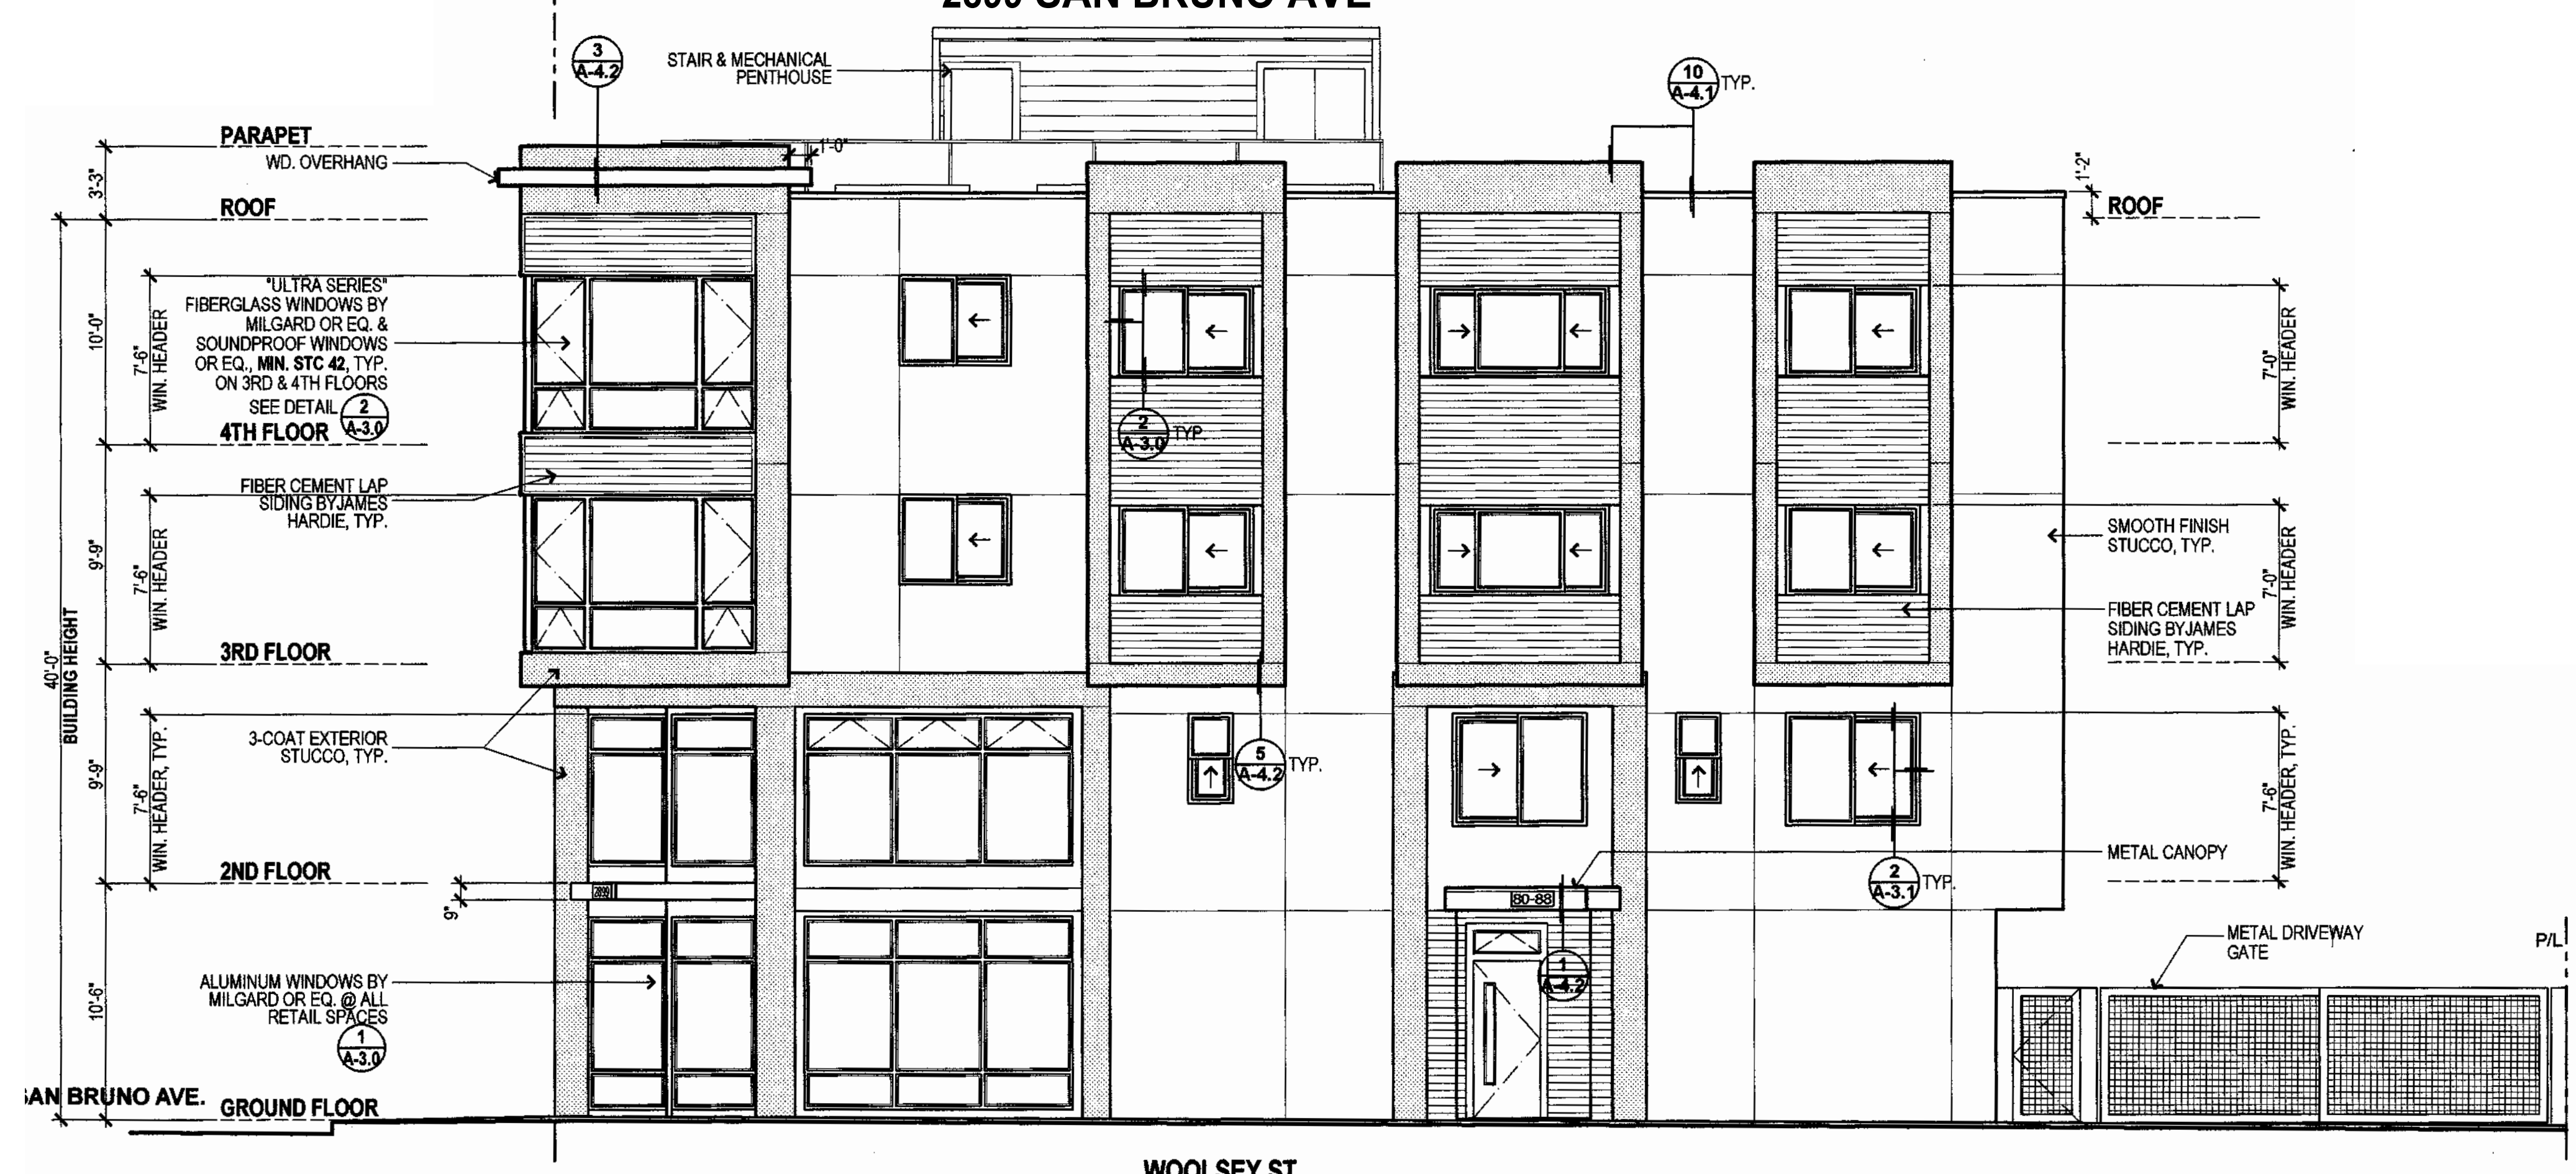 SAN BRUNO AVE
3
A-4.2
STAIR & MECHANICAL
PENTHOUSE
10
A-4.1
TYP.
PARAPET
WD. OVERHANG
1'-0"
3'-3"
1'-2"
ROOF
ROOF
"ULTRA SERIES"
FIBERGLASS WINDOWS BY
MILGARD OR EQ. &
SOUNDPROOF WINDOWS
OR EQ., MIN. STC 42, TYP.
ON 3RD & 4TH FLOORS
SEE DETAIL
2
A-3.0
10'-0"
7'-6"
WIN. HEADER
7'-0"
WIN. HEADER
4TH FLOOR
2
A-3.0
TYP.
FIBER CEMENT LAP
SIDING BYJAMES
HARDIE, TYP.
9'-9"
7'-6"
WIN. HEADER
SMOOTH FINISH
STUCCO, TYP.
7'-0"
WIN. HEADER
FIBER CEMENT LAP
SIDING BYJAMES
HARDIE, TYP.
40'-0"
BUILDING HEIGHT
3RD FLOOR
3-COAT EXTERIOR
STUCCO, TYP.
9'-9"
7'-6"
WIN. HEADER, TYP.
5
A-4.2
TYP.
7'-6"
WIN. HEADER, TYP.
METAL CANOPY
2ND FLOOR
2899
9"
80-88
2
A-3.1
TYP.
METAL DRIVEWAY
GATE
P/L
1
A-4.2
ALUMINUM WINDOWS BY
MILGARD OR EQ. @ ALL
RETAIL SPACES
1
A-3.0
10'-6"
SAN BRUNO AVE.
GROUND FLOOR
WOOLSEY ST